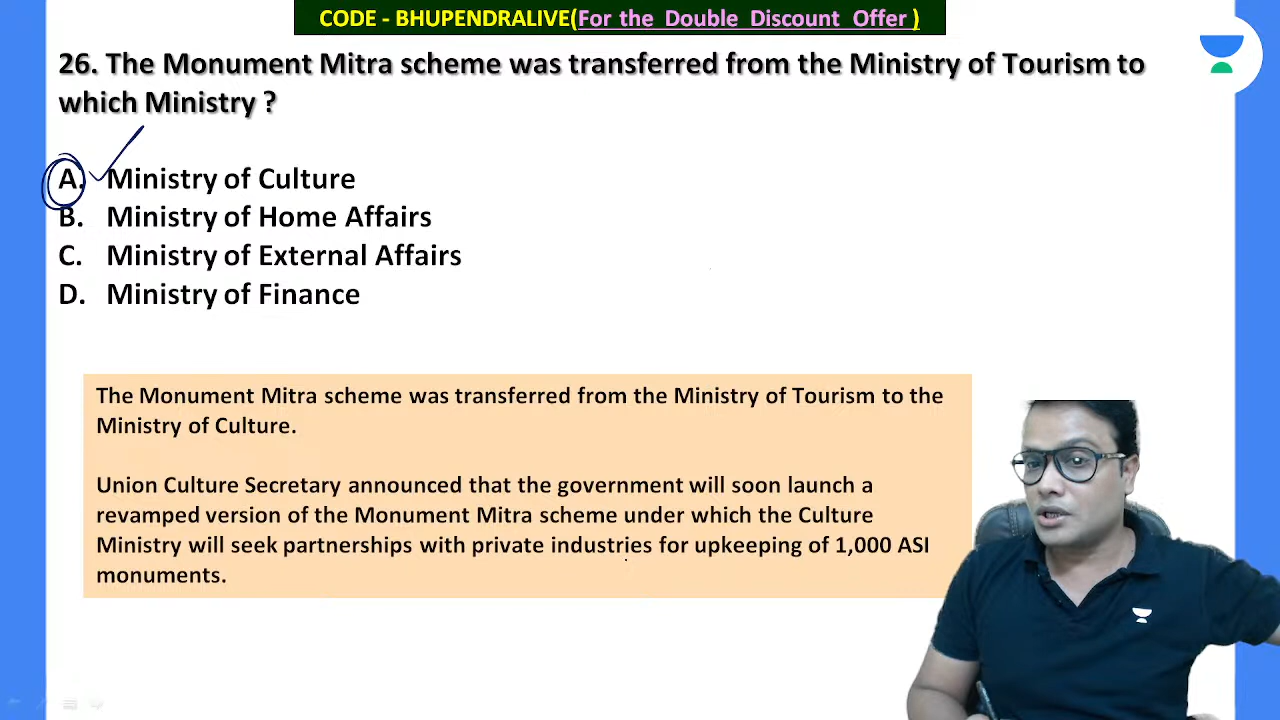 CODE - BHUPENDRALIVE(For the Double Discount Offer )
26. The Monument Mitra scheme was transferred from the Ministry of Tourism to
which Ministry ?
A. Ministry of Culture
B. Ministry of Home Affairs
C. Ministry of External Affairs
D. Ministry of Finance
The Monument Mitra scheme was transferred from the Ministry of Tourism to the
Ministry of Culture.
Union Culture Secretary announced that the government will soon launch a
revamped version of the Monument Mitra scheme under which the Culture
Ministry will seek partnerships with private industries for upkeeping of 1,000 ASI
monuments.